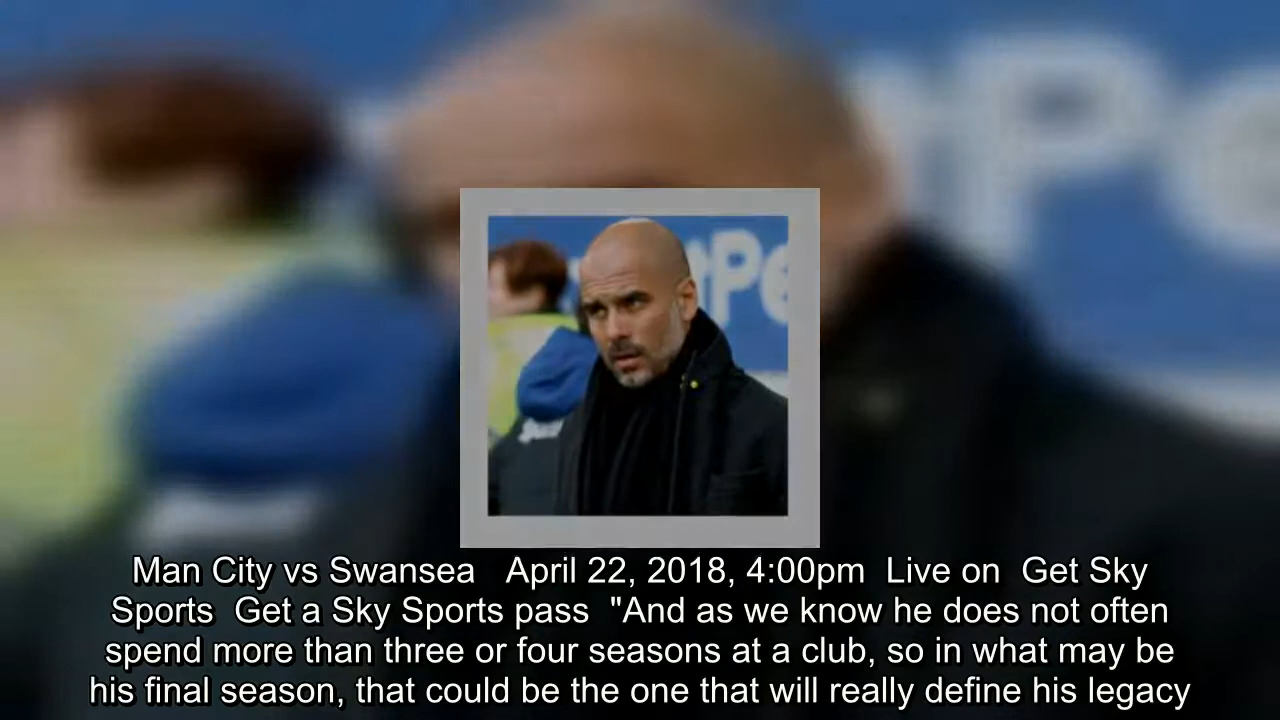 tPe
Man City vs Swansea   April 22, 2018, 4:00pm  Live on  Get Sky
Sports  Get a Sky Sports pass  "And as we know he does not often
spend more than three or four seasons at a club, so in what may be
his final season, that could be the one that will really define his legacy